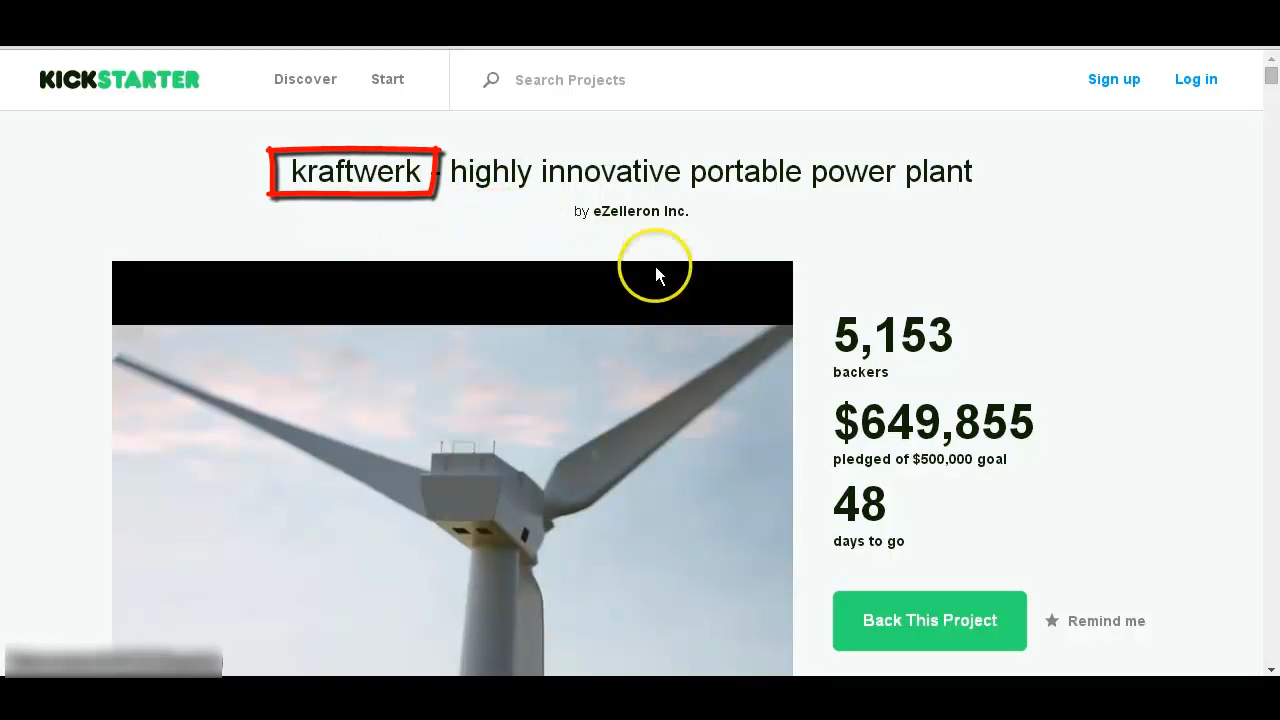 KICKSTARTER Discover Start Search Projects Sign up Log in
kraftwerk - highly innovative portable power plant
by eZelleron Inc.
5,153
backers
$649,855
pledged of $500,000 goal
48
days to go
Back This Project Remind me